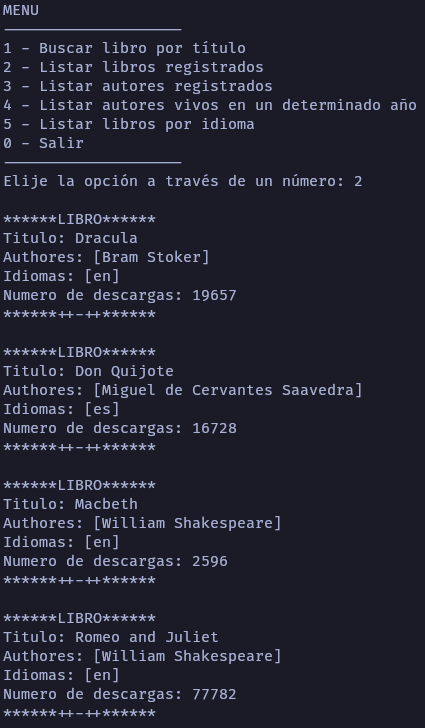 MENU
--------------------
1 - Buscar libro por título
2 - Listar libros registrados
3 - Listar autores registrados
4 - Listar autores vivos en un determinado año
5 - Listar libros por idioma
0 - Salir
--------------------
Elije la opción a través de un número: 2
******LIBRO******
Titulo: Dracula
Authores: [Bram Stoker]
Idiomas: [en]
Numero de descargas: 19657
******++-++******
******LIBRO******
Titulo: Don Quijote
Authores: [Miguel de Cervantes Saavedra]
Idiomas: [es]
Numero de descargas: 16728
******++-++******
******LIBRO******
Titulo: Macbeth
Authores: [William Shakespeare]
Idiomas: [en]
Numero de descargas: 2596
******++-++******
******LIBRO******
Titulo: Romeo and Juliet
Authores: [William Shakespeare]
Idiomas: [en]
Numero de descargas: 77782
******++-++******